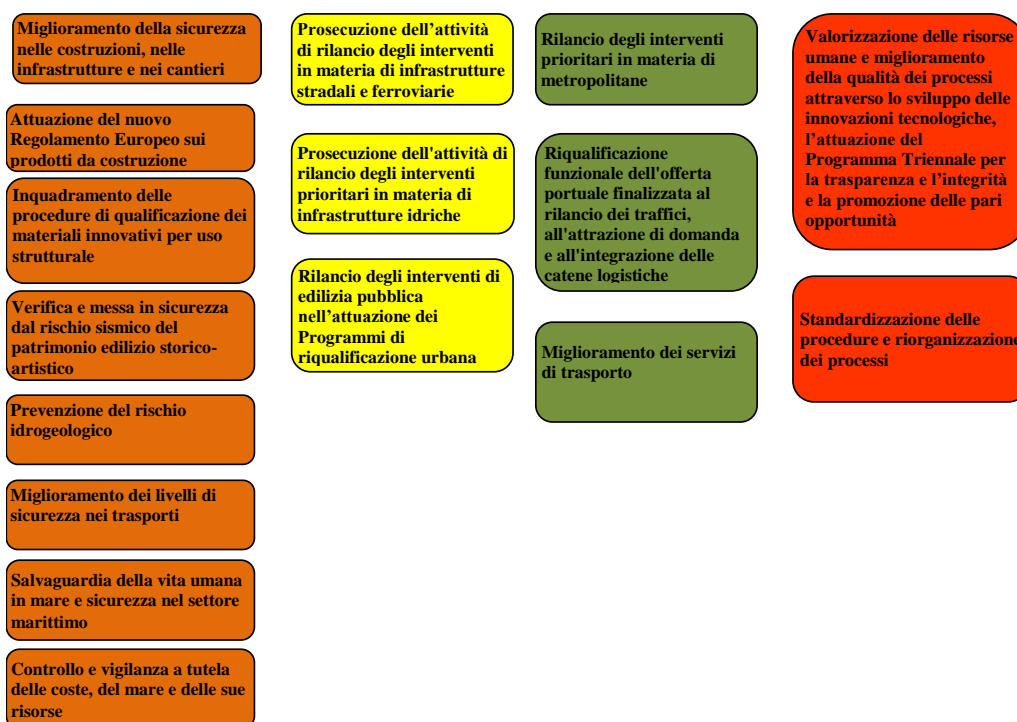 Miglioramento della sicurezza
nelle costruzioni, nelle
infrastrutture e nei cantieri
Attuazione del nuovo
Regolamento Europeo sui
prodotti da costruzione
Inquadramento delle
procedure di qualificazione dei
materiali innovativi per uso
strutturale
Verifica e messa in sicurezza
dal rischio sismico del
patrimonio edilizio storico-
artistico
Prevenzione del rischio
idrogeologico
Miglioramento dei livelli di
sicurezza nei trasporti
Salvaguardia della vita umana
in mare e sicurezza nel settore
marittimo
Controllo e vigilanza a tutela
delle coste, del mare e delle sue
risorse
Prosecuzione dell’attività
di rilancio degli interventi
in materia di infrastrutture
stradali e ferroviarie
Prosecuzione dell'attività di
rilancio degli interventi
prioritari in materia di
infrastrutture idriche
Rilancio degli interventi di
edilizia pubblica
nell’attuazione dei
Programmi di
riqualificazione urbana
Rilancio degli interventi
prioritari in materia di
metropolitane
Riqualificazione
funzionale dell'offerta
portuale finalizzata al
rilancio dei traffici,
all'attrazione di domanda
e all'integrazione delle
catene logistiche
Miglioramento dei servizi
di trasporto
Valorizzazione delle risorse
umane e miglioramento
della qualità dei processi
attraverso lo sviluppo delle
innovazioni tecnologiche,
l’attuazione del
Programma Triennale per
la trasparenza e l’integrità
e la promozione delle pari
opportunità
Standardizzazione delle
procedure e riorganizzazione
dei processi